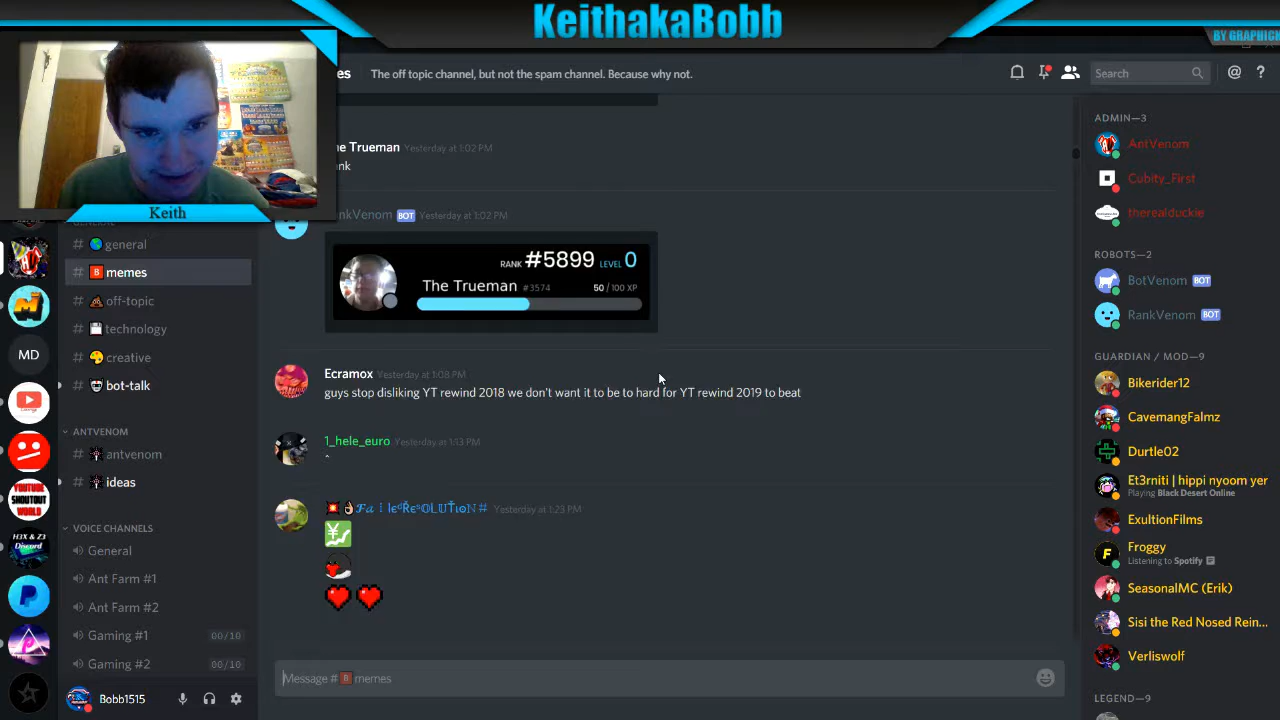 KeithakaBobb
Keith
The off topic channel, but not the spam channel. Because why not.
Search
Trueman Yesterday at 1:02 PM
BOT Yesterday at 1:02 PM
RANK #5899 LEVEL 0
The Trueman #3574 50 / 100 XP
Ecramox Yesterday at 1:08 PM
guys stop disliking YT rewind 2018 we don't want it to be to hard for YT rewind 2019 to beat
1_hele_euro Yesterday at 1:13 PM
^
Yesterday at 1:23 PM
Message # B memes
# general
# B memes
# off-topic
# technology
# creative
# bot-talk
ANTVENOM
# antvenom
# ideas
VOICE CHANNELS
General
Ant Farm #1
Ant Farm #2
Gaming #1 00/10
Gaming #2 00/10
Bobb1515
MD
YOUTUBE
SHOUTOUT
WORLD
H3X & Z3
Discord
ADMIN—3
AntVenom
Cubity_First
therealduckie
ROBOTS—2
BotVenom BOT
RankVenom BOT
GUARDIAN / MOD—9
Bikerider12
CavemangFalmz
Durtle02
Et3rniti | hippi nyoom yer
Playing Black Desert Online
ExultionFilms
Froggy
Listening to Spotify
SeasonalMC (Erik)
Sisi the Red Nosed Rein...
Verliswolf
LEGEND—9